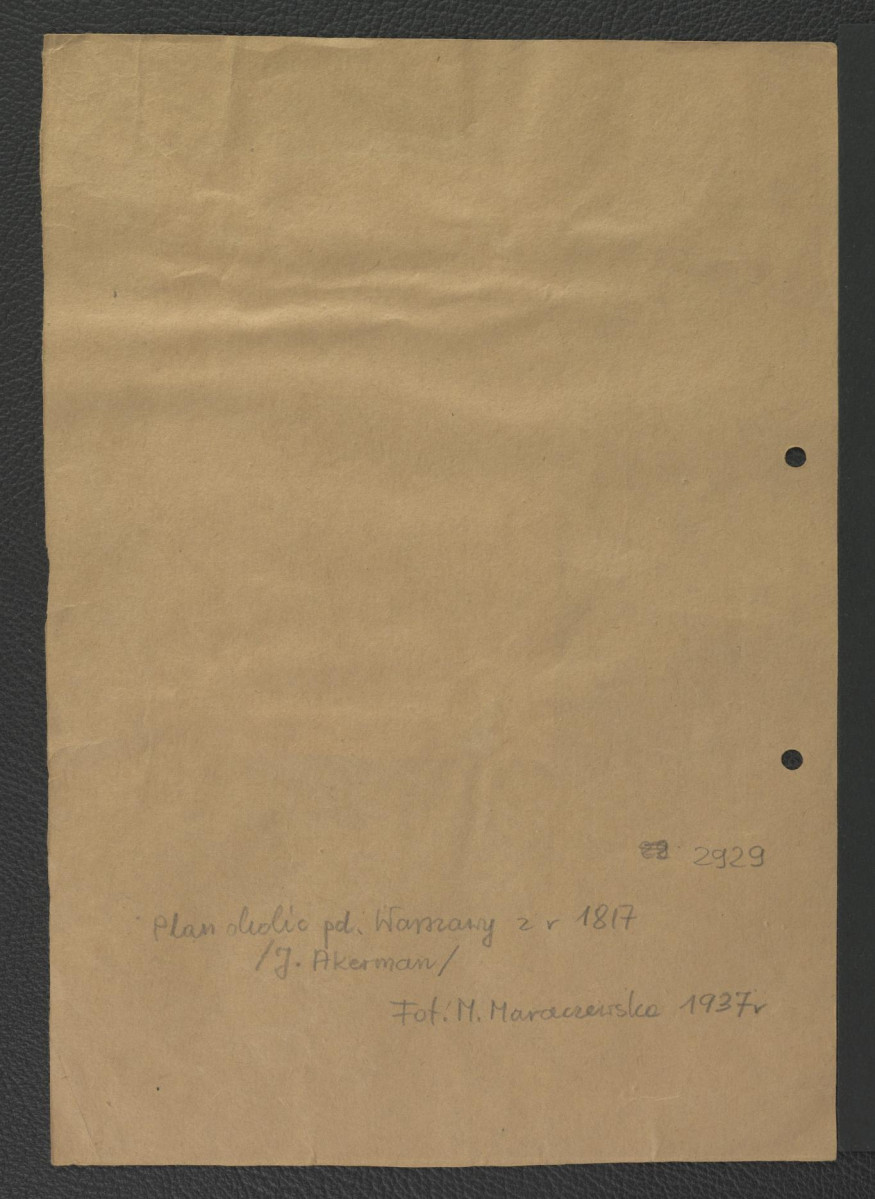 2929
Plan okolic pd. Warszawy z r 1817
/J. Akerman/
Fot. M. Maraczewska 1937r